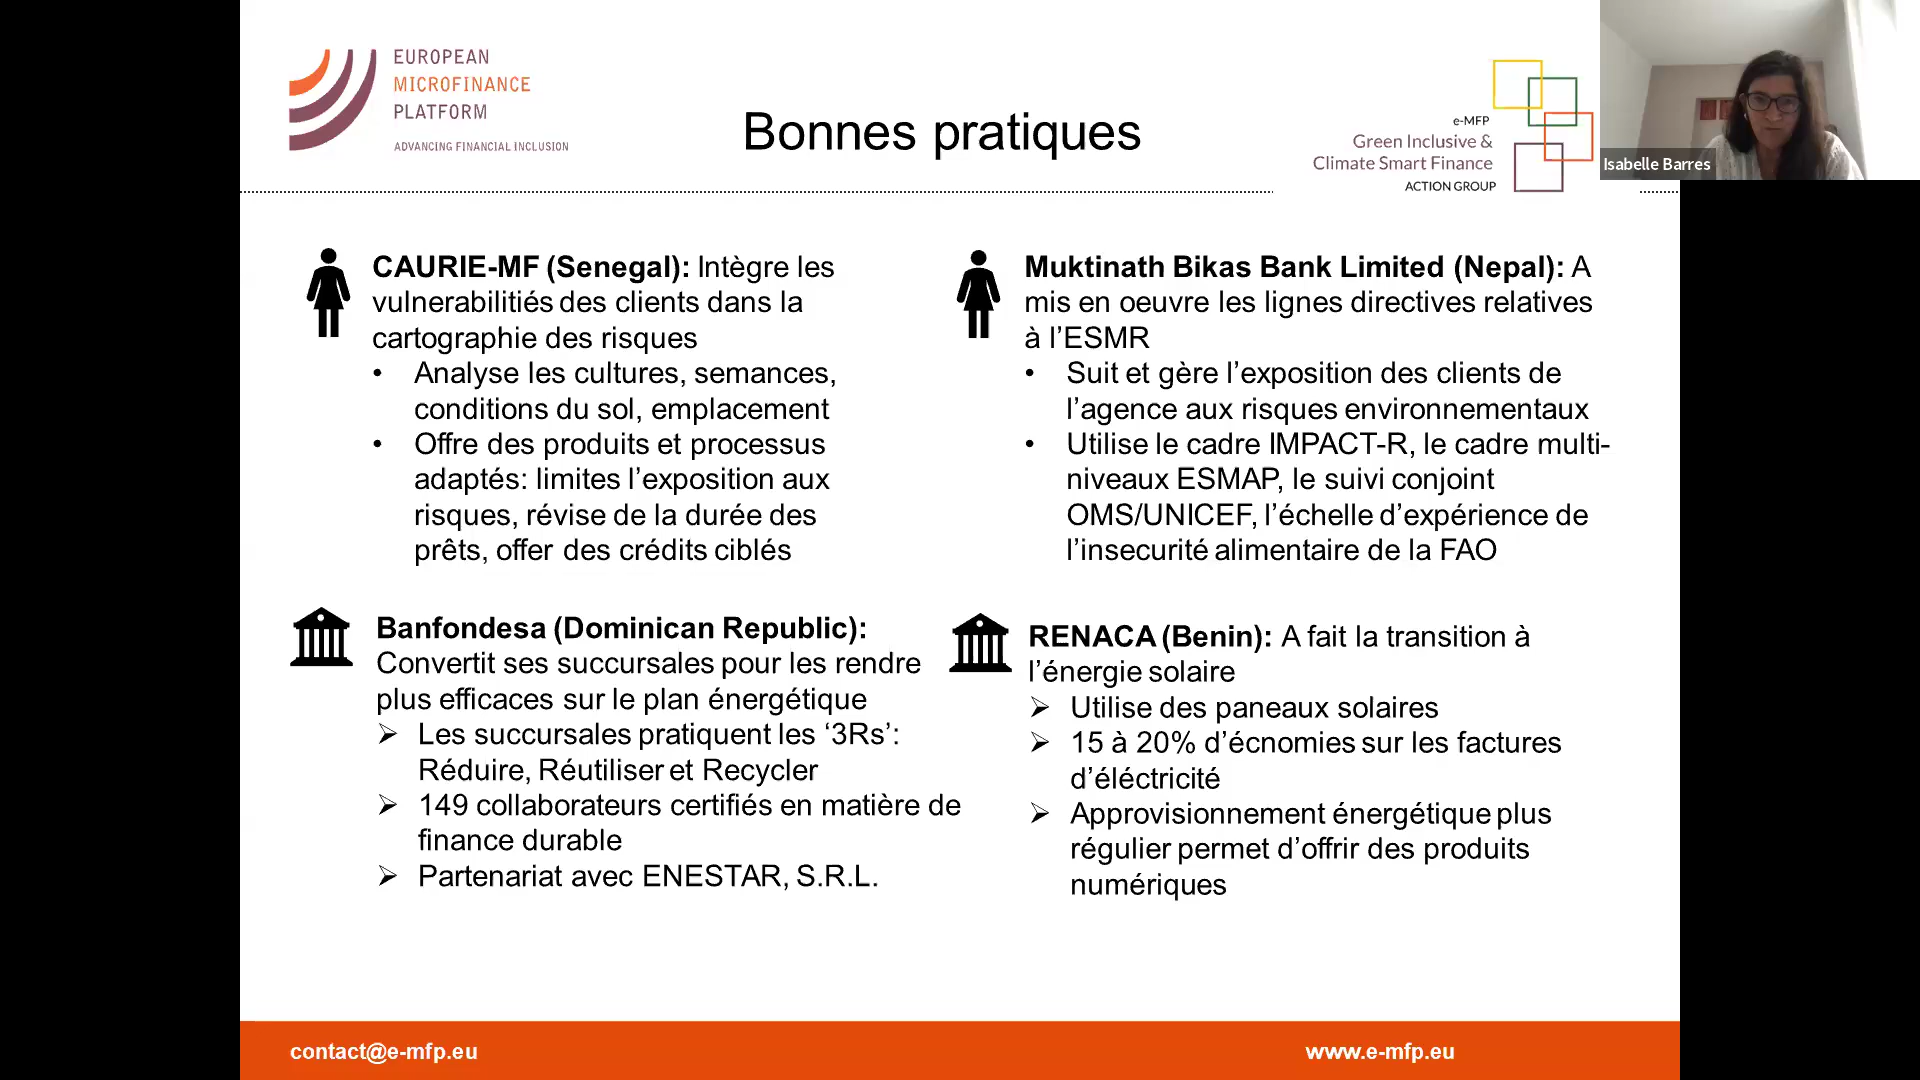 EUROPEAN
MICROFINANCE
PLATFORM
ADVANCING FINANCIAL INCLUSION
Bonnes pratiques
e-MFP
Green Inclusive &
Climate Smart Finance
ACTION GROUP
Isabelle Barres
CAURIE-MF (Senegal): Intègre les
vulnerabilitiés des clients dans la
cartographie des risques
• Analyse les cultures, semances,
conditions du sol, emplacement
• Offre des produits et processus
adaptés: limites l’exposition aux
risques, révise de la durée des
prêts, offer des crédits ciblés
Muktinath Bikas Bank Limited (Nepal): A
mis en oeuvre les lignes directives relatives
à l’ESMR
• Suit et gère l’exposition des clients de
l’agence aux risques environnementaux
• Utilise le cadre IMPACT-R, le cadre multi-
niveaux ESMAP, le suivi conjoint
OMS/UNICEF, l’échelle d’expérience de
l’insecurité alimentaire de la FAO
Banfondesa (Dominican Republic):
Convertit ses succursales pour les rendre
plus efficaces sur le plan énergétique
➢ Les succursales pratiquent les ‘3Rs’:
Réduire, Réutiliser et Recycler
➢ 149 collaborateurs certifiés en matière de
finance durable
➢ Partenariat avec ENESTAR, S.R.L.
RENACA (Benin): A fait la transition à
l’énergie solaire
➢ Utilise des paneaux solaires
➢ 15 à 20% d’écnomies sur les factures
d’éléctricité
➢ Approvisionnement énergétique plus
régulier permet d’offrir des produits
numériques
contact@e-mfp.eu
www.e-mfp.eu